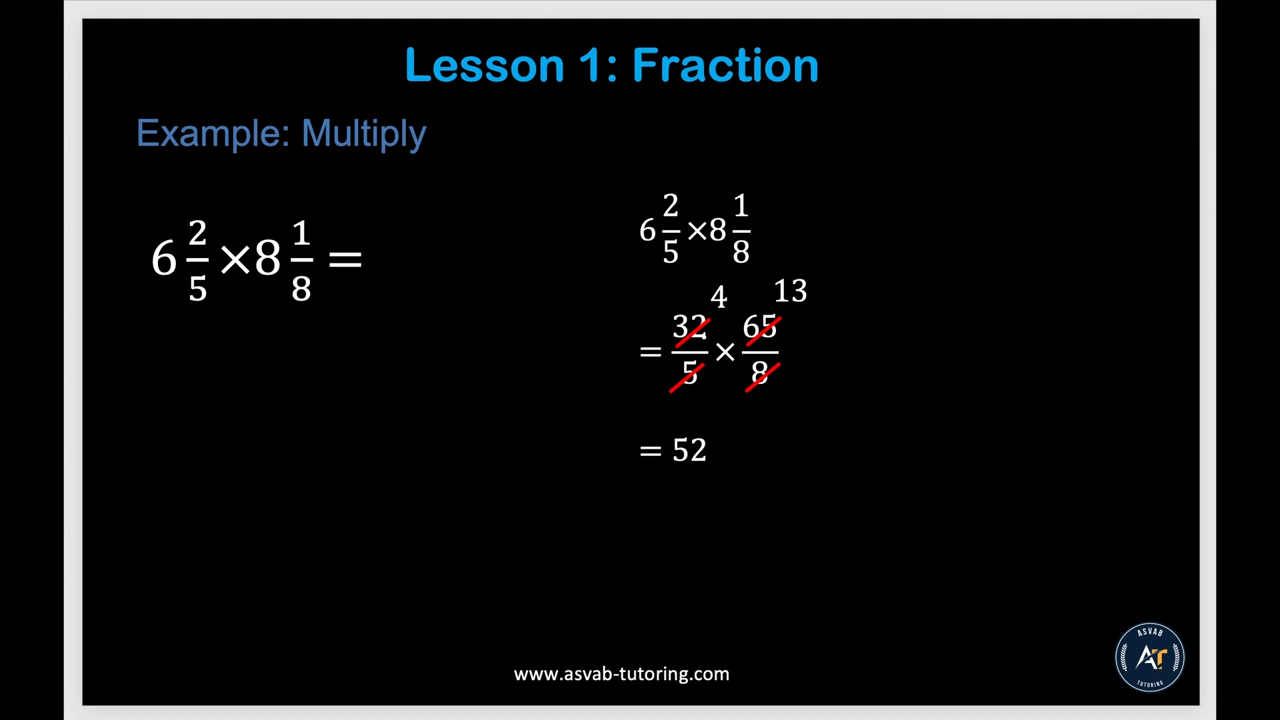 Lesson 1: Fraction
Example: Multiply
6 2/5 × 8 1/8 =
6 2/5 × 8 1/8
4 13
= 32/5 × 65/8
= 52
www.asvab-tutoring.com
ASVAB
AT
TUTORING